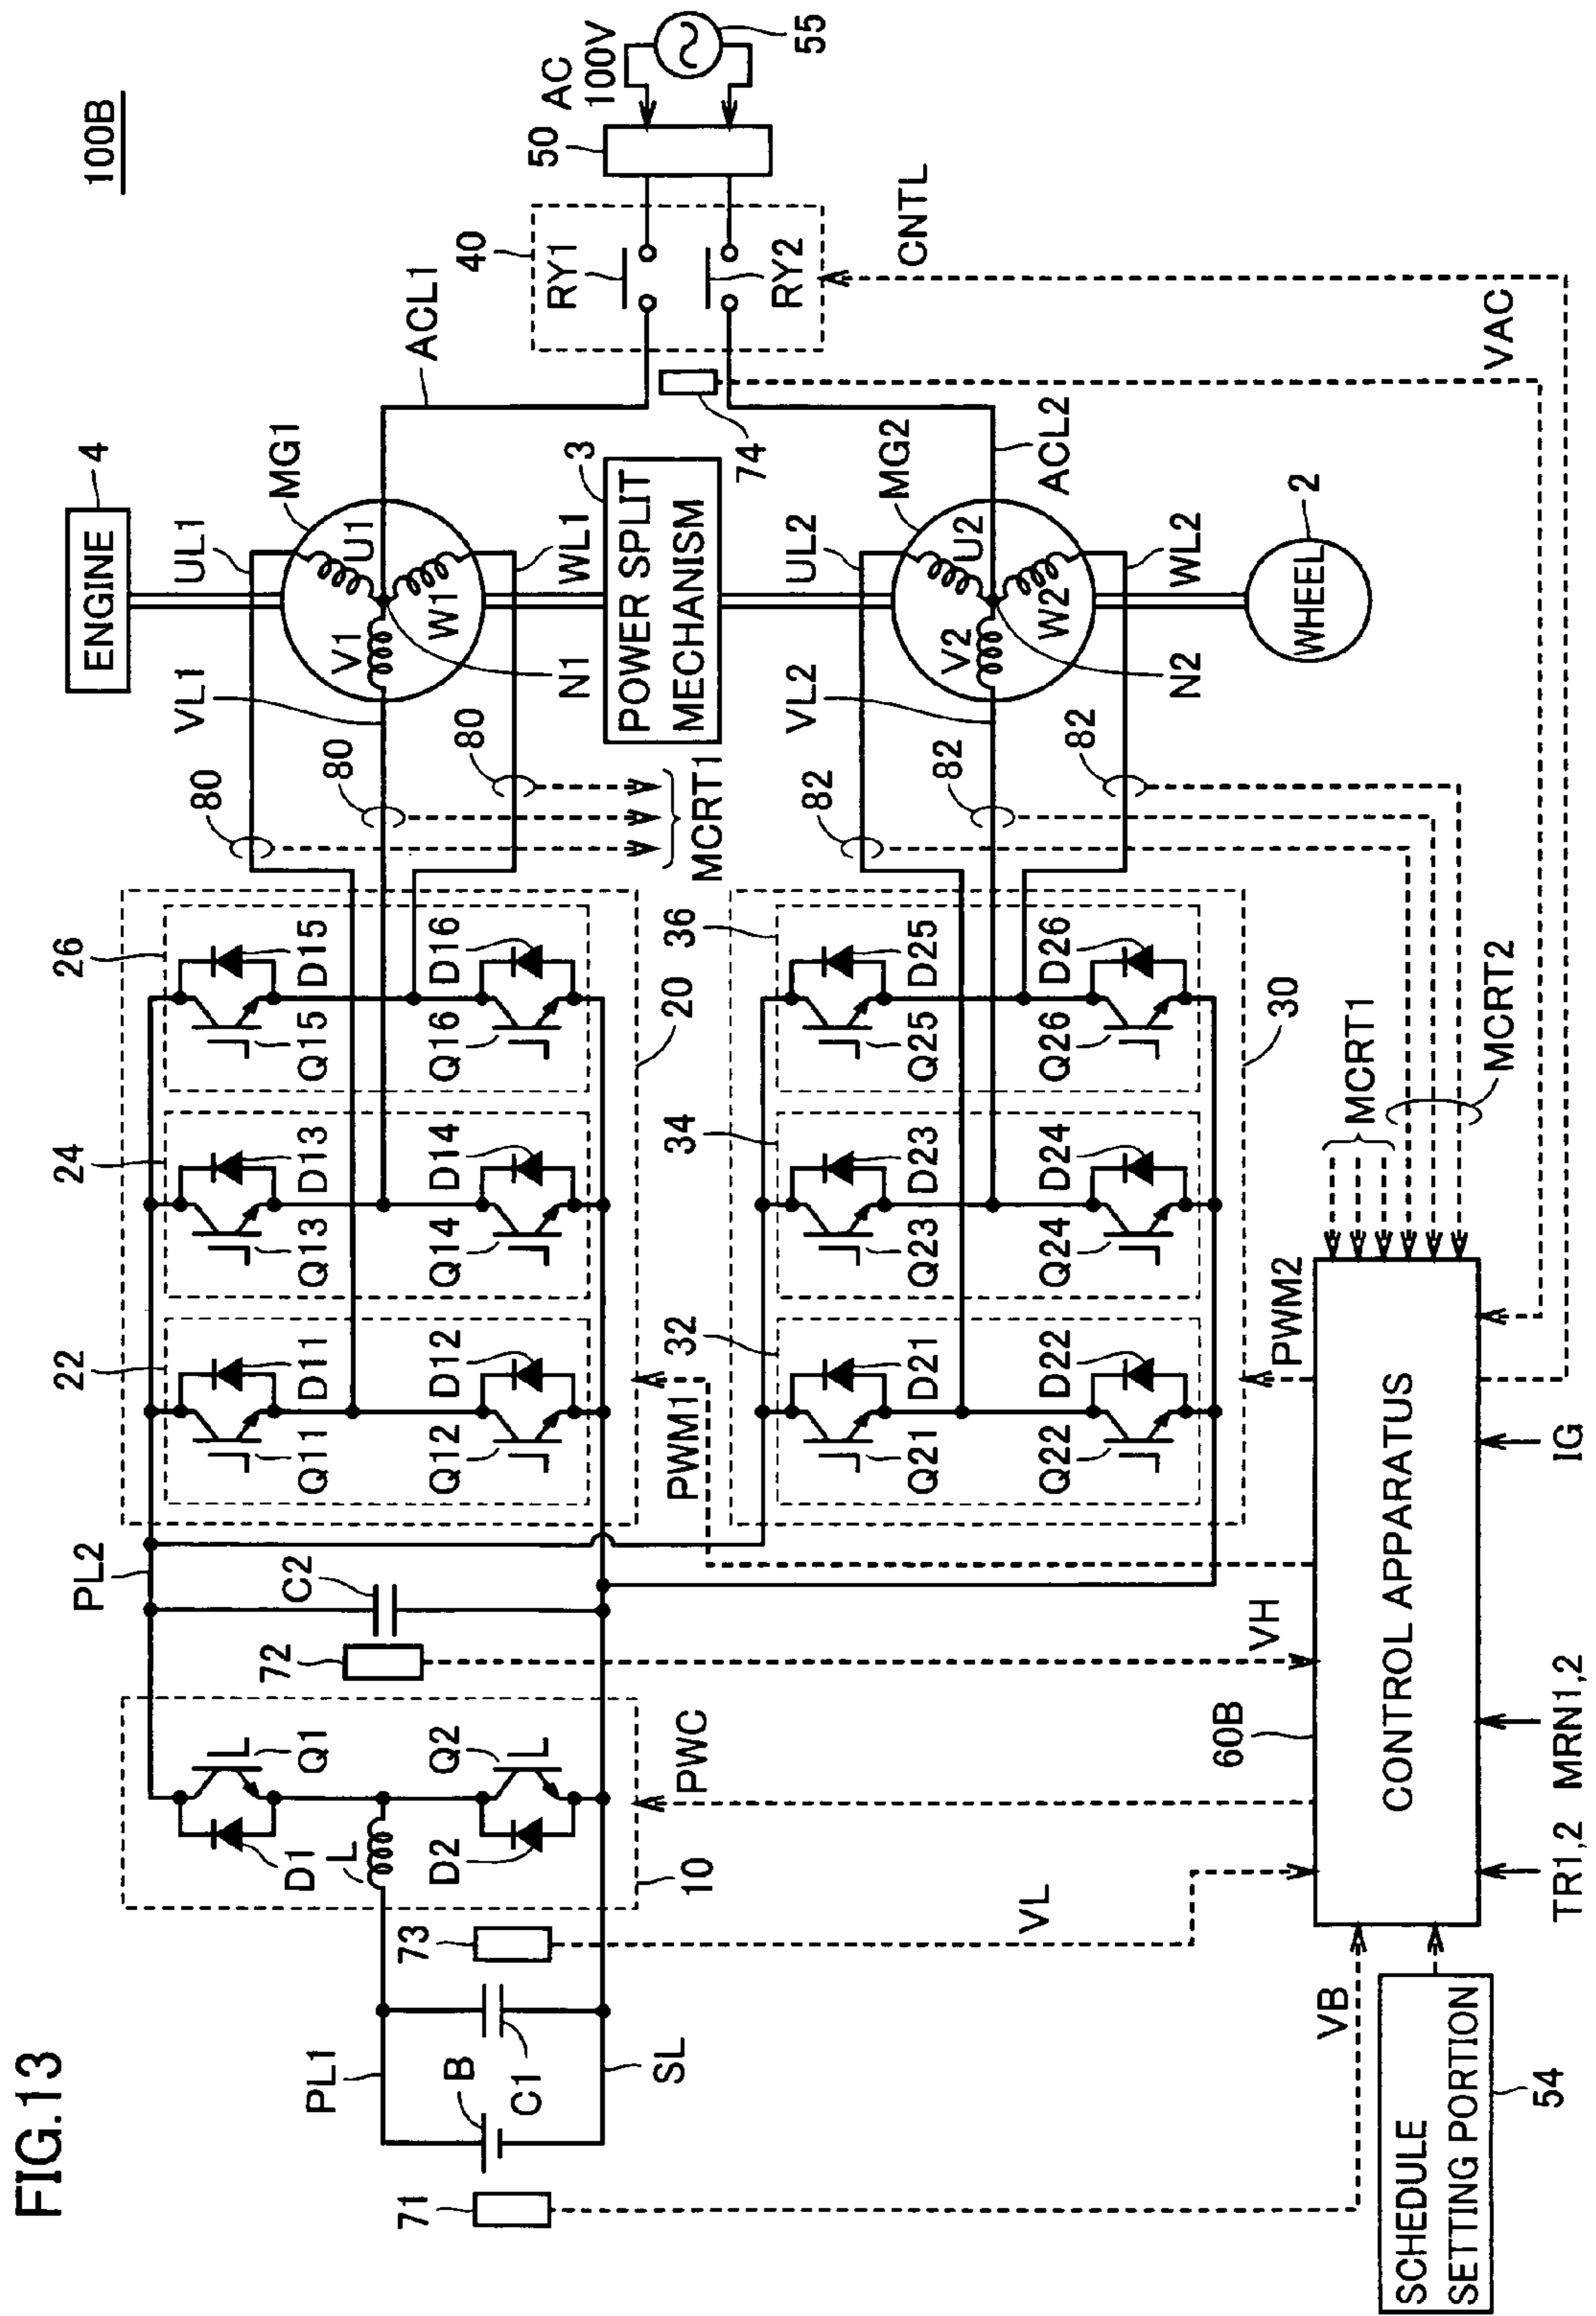 FIG.13
100B
ENGINE
4
MG1
UL1
VL1
U1
V1
W1
N1
WL1
ACL1
POWER SPLIT
MECHANISM
3
MG2
UL2
VL2
U2
V2
W2
N2
WL2
ACL2
WHEEL
2
40
RY1
RY2
50
AC
100V
55
CNTL
74
VAC
80
80
80
MCRT1
82
82
82
PL2
22
24
26
Q11
D11
Q12
D12
Q13
D13
Q14
D14
Q15
D15
Q16
D16
20
PWM1
32
34
36
Q21
D21
Q22
D22
Q23
D23
Q24
D24
Q25
D25
Q26
D26
30
PWM2
MCRT1
MCRT2
C2
72
VH
Q1
D1
L
Q2
D2
10
PWC
73
VL
PL1
B
C1
SL
71
VB
60B
CONTROL APPARATUS
SCHEDULE
SETTING PORTION
54
TR1,2
MRN1,2
IG